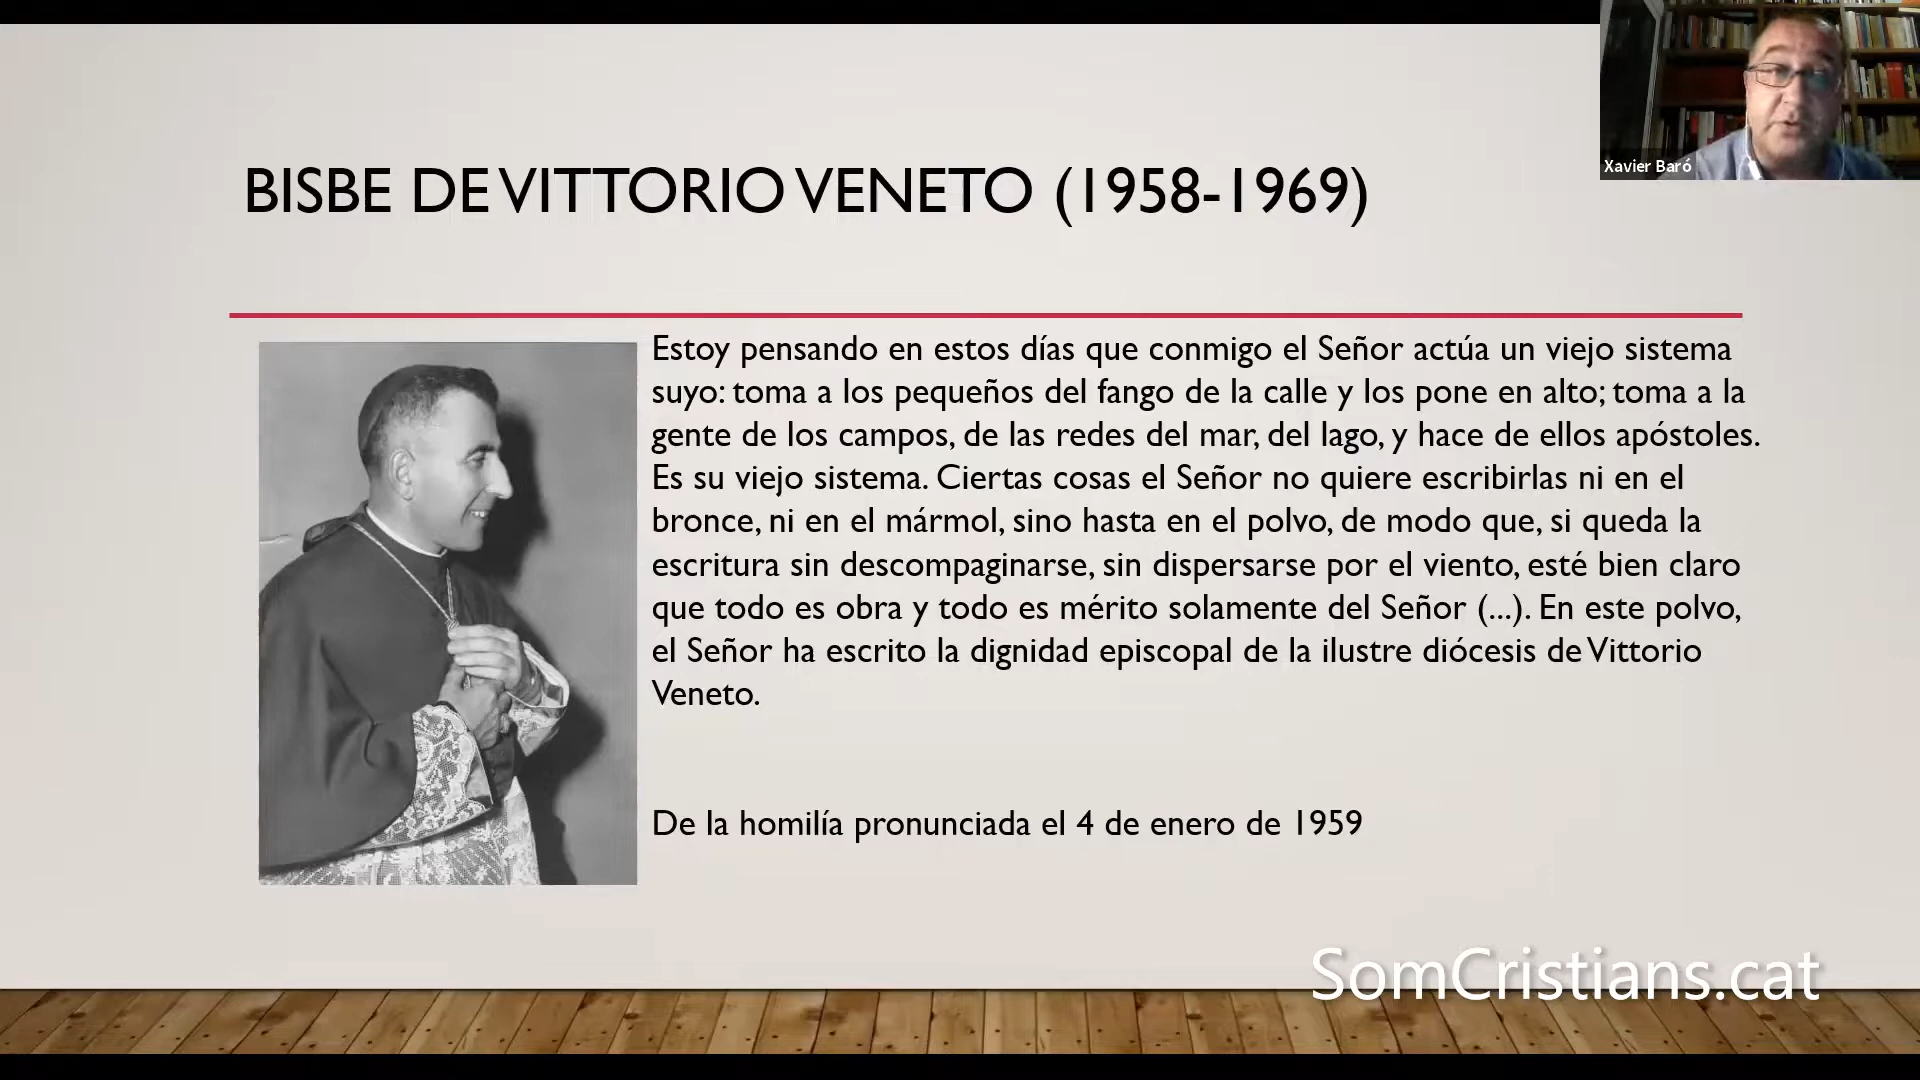 Xavier Baró
BISBE DE VITTORIO VENETO (1958-1969)
Estoy pensando en estos días que conmigo el Señor actúa un viejo sistema
suyo: toma a los pequeños del fango de la calle y los pone en alto; toma a la
gente de los campos, de las redes del mar, del lago, y hace de ellos apóstoles.
Es su viejo sistema. Ciertas cosas el Señor no quiere escribirlas ni en el
bronce, ni en el mármol, sino hasta en el polvo, de modo que, si queda la
escritura sin descompaginarse, sin dispersarse por el viento, esté bien claro
que todo es obra y todo es mérito solamente del Señor (...). En este polvo,
el Señor ha escrito la dignidad episcopal de la ilustre diócesis de Vittorio
Veneto.
De la homilía pronunciada el 4 de enero de 1959
SomCristians.cat